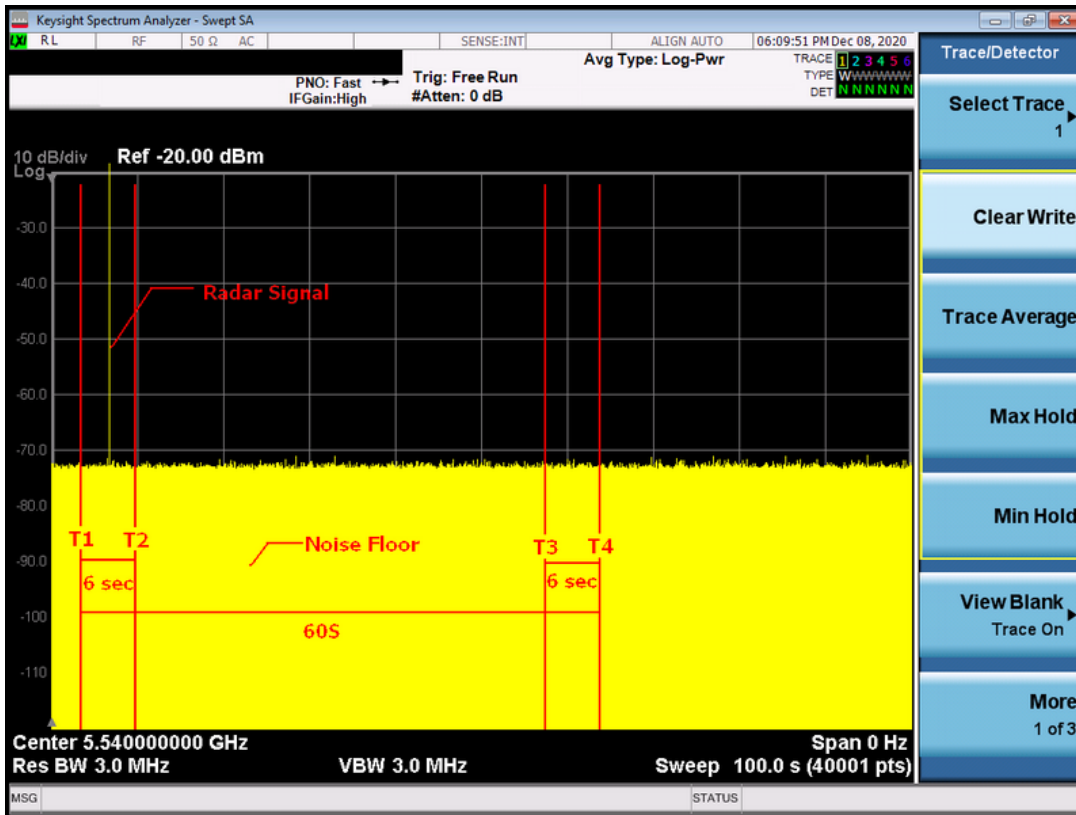 Keysight Spectrum Analyzer - Swept SA
LXI RL RF 50 Ω AC SENSE:INT ALIGN AUTO 06:09:51 PM Dec 08, 2020
Trace/Detector
Avg Type: Log-Pwr
TRACE 1 2 3 4 5 6
PNO: Fast Trig: Free Run
TYPE WWWWWW
IFGain:High #Atten: 0 dB
DET N N N N N N
Select Trace
1
10 dB/div Ref -20.00 dBm
Log
Clear Write
-30.0
-40.0
Radar Signal
Trace Average
-50.0
-60.0
Max Hold
-70.0
-80.0
Min Hold
T1 T2 Noise Floor T3 T4
-90.0
6 sec 6 sec
-100
60S
View Blank
Trace On
-110
More
1 of 3
Center 5.540000000 GHz Span 0 Hz
Res BW 3.0 MHz VBW 3.0 MHz Sweep 100.0 s (40001 pts)
MSG STATUS